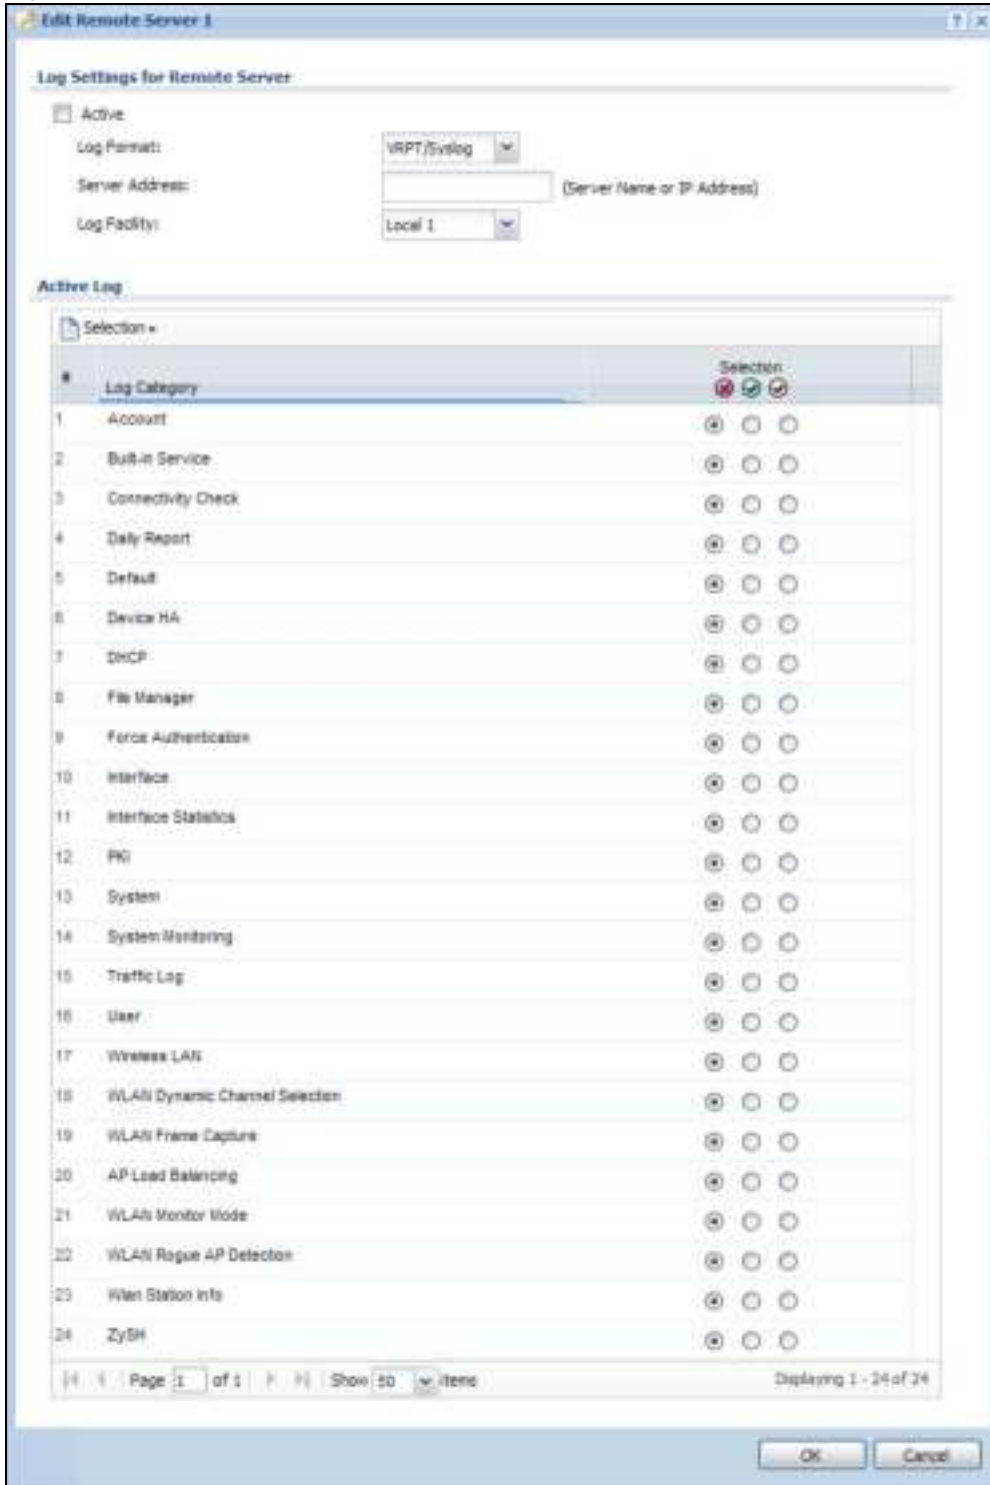 Edit Remote Server 1
Log Settings for Remote Server
Active
Log Format: VRPT/Syslog
Server Address: (Server Name or IP Address)
Log Facility: Local 1
Active Log
Selection
# Log Category Selection
1 Account
2 Built-in Service
3 Connectivity Check
4 Daily Report
5 Default
6 Device HA
7 DHCP
8 File Manager
9 Force Authentication
10 Interface
11 Interface Statistics
12 PKI
13 System
14 System Monitoring
15 Traffic Log
16 User
17 Wireless LAN
18 WLAN Dynamic Channel Selection
19 WLAN Frame Capture
20 AP Load Balancing
21 WLAN Monitor Mode
22 WLAN Rogue AP Detection
23 Wlan Station Info
24 ZySH
Page 1 of 1 Show 50 items Displaying 1 - 24 of 24
OK Cancel